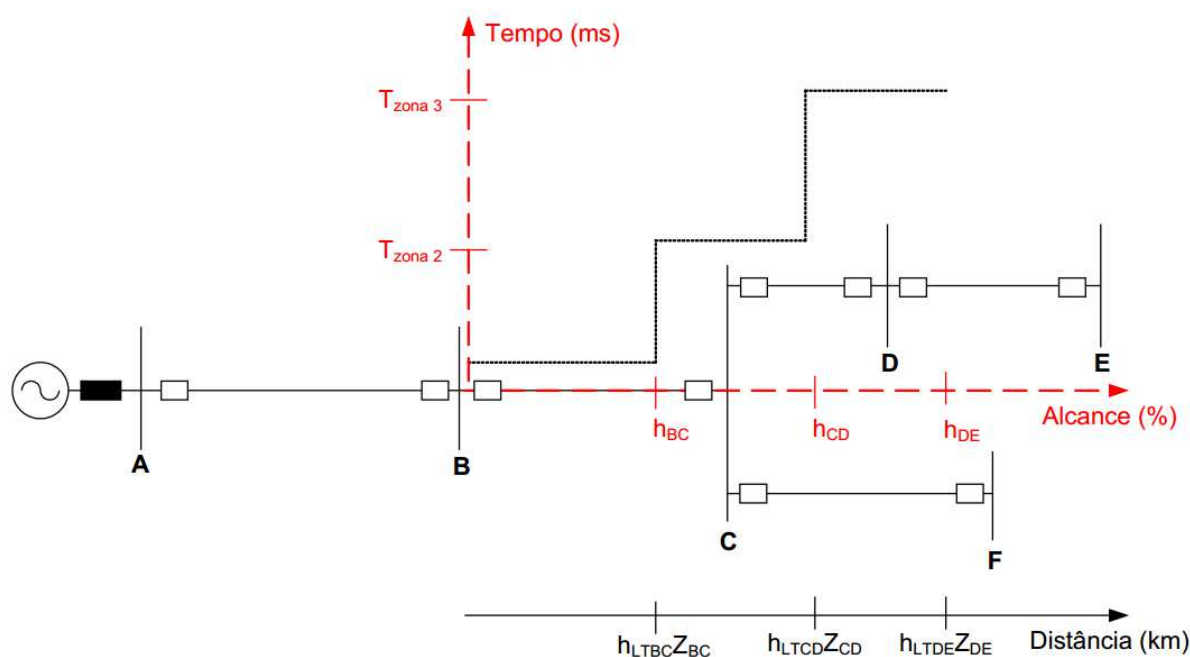 Tempo (ms)
Tzona 3
Tzona 2
D
E
hBC
hCD
hDE
Alcance (%)
A
B
C
F
hLTBCZBC
hLTCDZCD
hLTDEZDE
Distância (km)